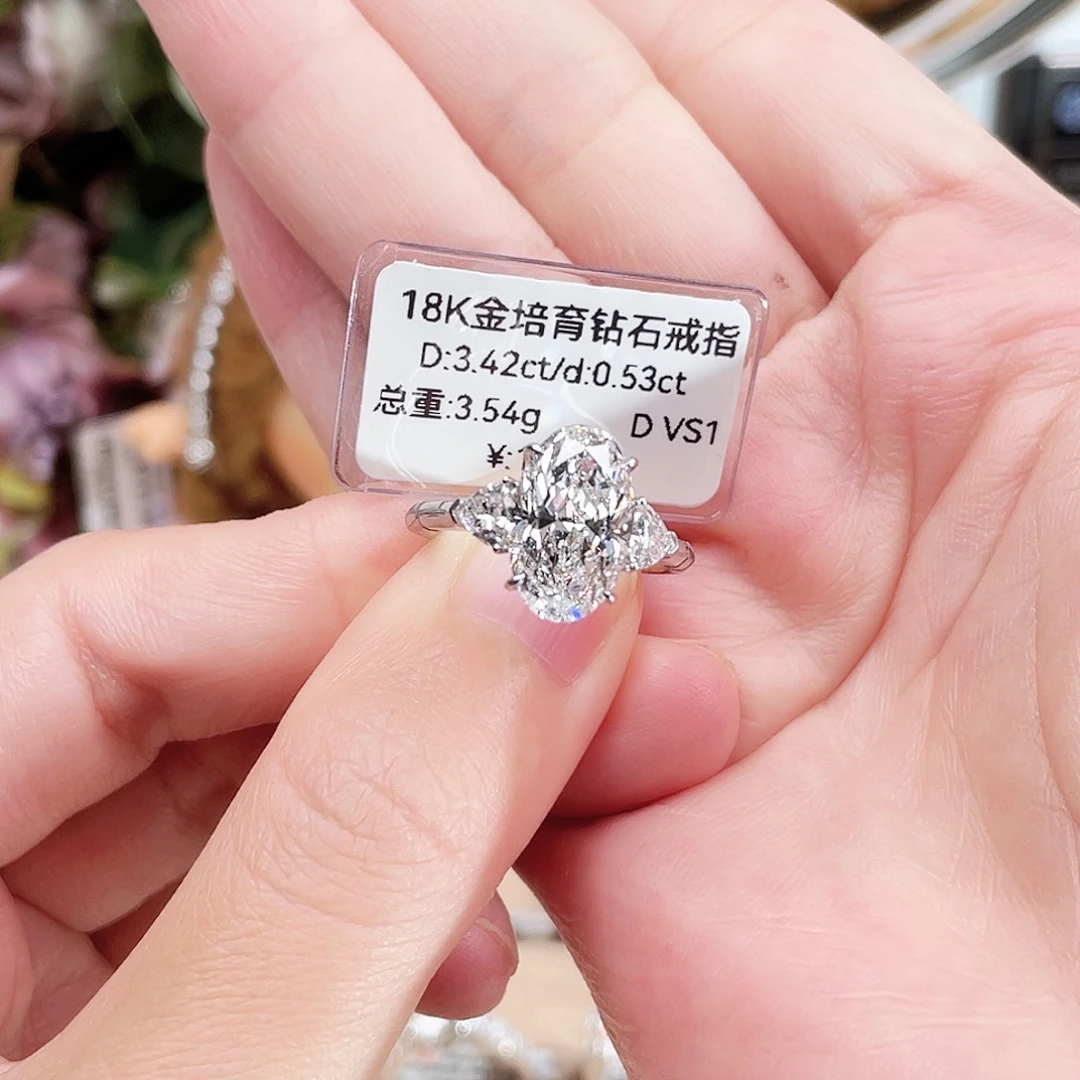 18K金培育钻石戒指
D:3.42ct/d:0.53ct
总重:3.54g D VS1
¥: